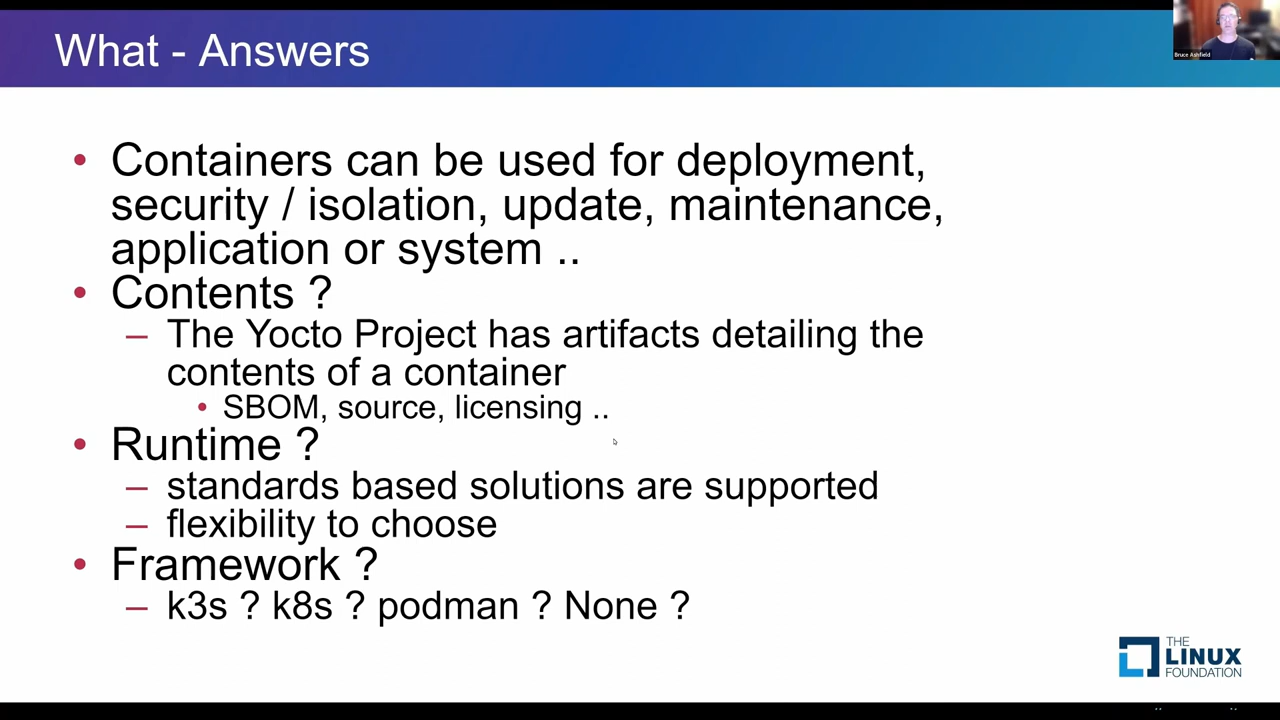 What - Answers
Bruce Ashfield
• Containers can be used for deployment,
security / isolation, update, maintenance,
application or system ..
• Contents ?
– The Yocto Project has artifacts detailing the
contents of a container
• SBOM, source, licensing ..
• Runtime ?
– standards based solutions are supported
– flexibility to choose
• Framework ?
– k3s ? k8s ? podman ? None ?
THE
LINUX
FOUNDATION